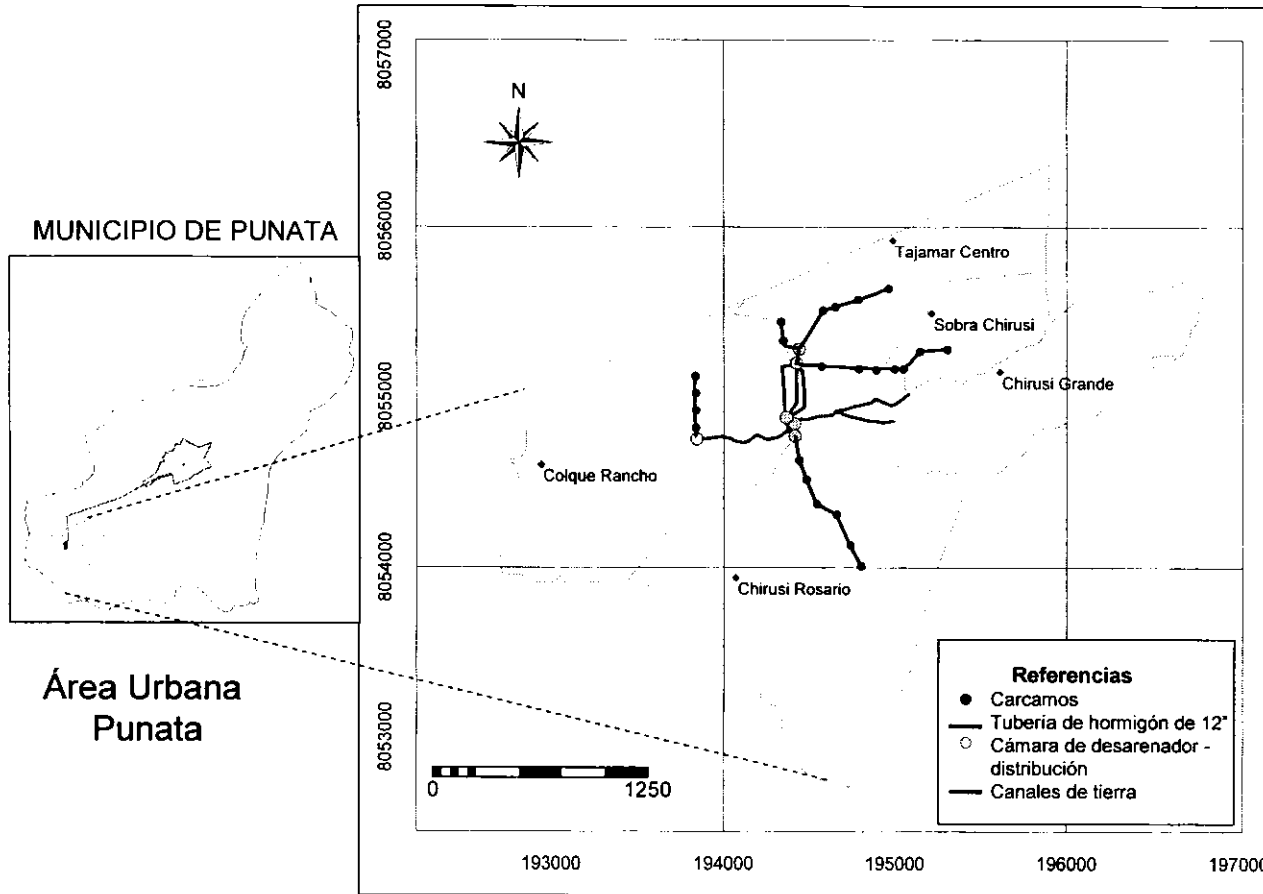 MUNICIPIO DE PUNATA
Área Urbana
Punata
N
8057000
8056000
8055000
8054000
8053000
Tajamar Centro
Sobra Chirusi
Chirusi Grande
Colque Rancho
Chirusi Rosario
Referencias
Carcamos
Tubería de hormigón de 12"
Cámara de desarenador -
distribución
Canales de tierra
0 1250
193000 194000 195000 196000 197000